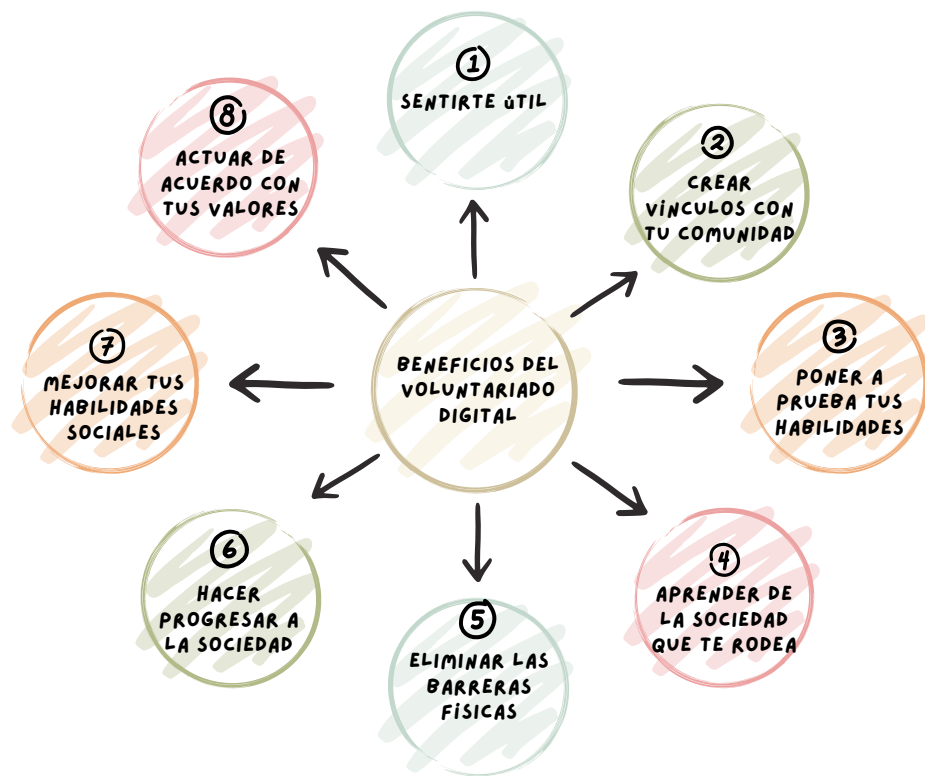 BENEFICIOS DEL
VOLUNTARIADO
DIGITAL
1
SENTIRTE ÚTIL
2
CREAR
VÍNCULOS CON
TU COMUNIDAD
3
PONER A
PRUEBA TUS
HABILIDADES
4
APRENDER DE
LA SOCIEDAD
QUE TE RODEA
5
ELIMINAR LAS
BARRERAS
FÍSICAS
6
HACER
PROGRESAR A
LA SOCIEDAD
7
MEJORAR TUS
HABILIDADES
SOCIALES
8
ACTUAR DE
ACUERDO CON
TUS VALORES